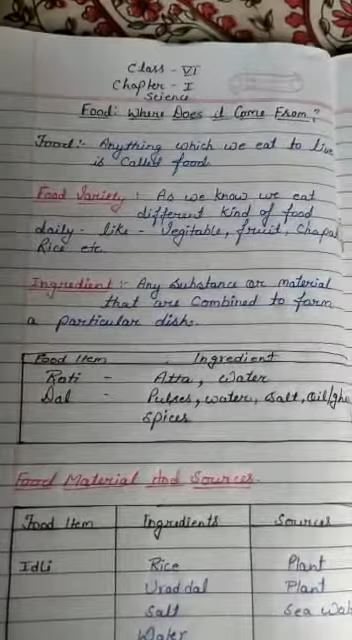 Class - VI
Chapter - I
Science
Food: Where Does it Come From?
Food:- Anything which we eat to live
is Called food.
Food Variety : As we know we eat
different kind of food
daily - like - Vegitable, fruit, Chapat
Rice etc.
Ingredient :- Any Substance or material
that are Combined to form
a particular dish.
Food Item Ingredient
Roti - Atta, water
Dal - Pulses, water, Salt, Oil/ghe
Spices
Food Material And Sources.
Food Item Ingredients Sources
Idli Rice Plant
Urad dal Plant
Salt Sea Wat
Water